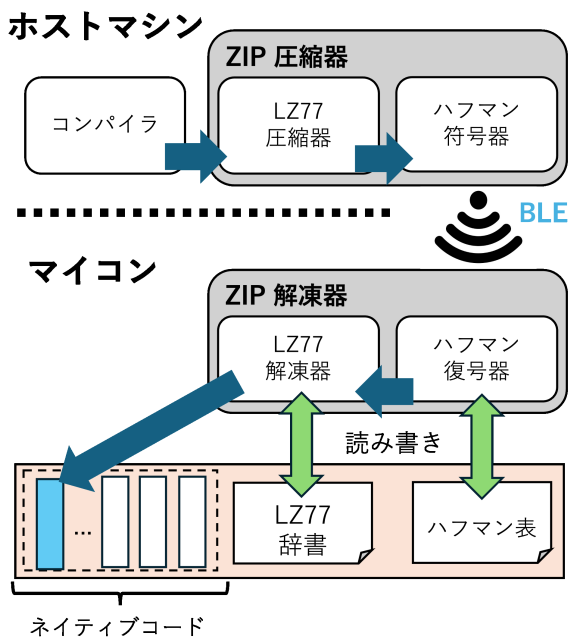 ホストマシン
ZIP 圧縮器
コンパイラ
LZ77
圧縮器
ハフマン
符号器
BLE
マイコン
ZIP 解凍器
LZ77
解凍器
ハフマン
復号器
読み書き
...
LZ77
辞書
ハフマン表
ネイティブコード